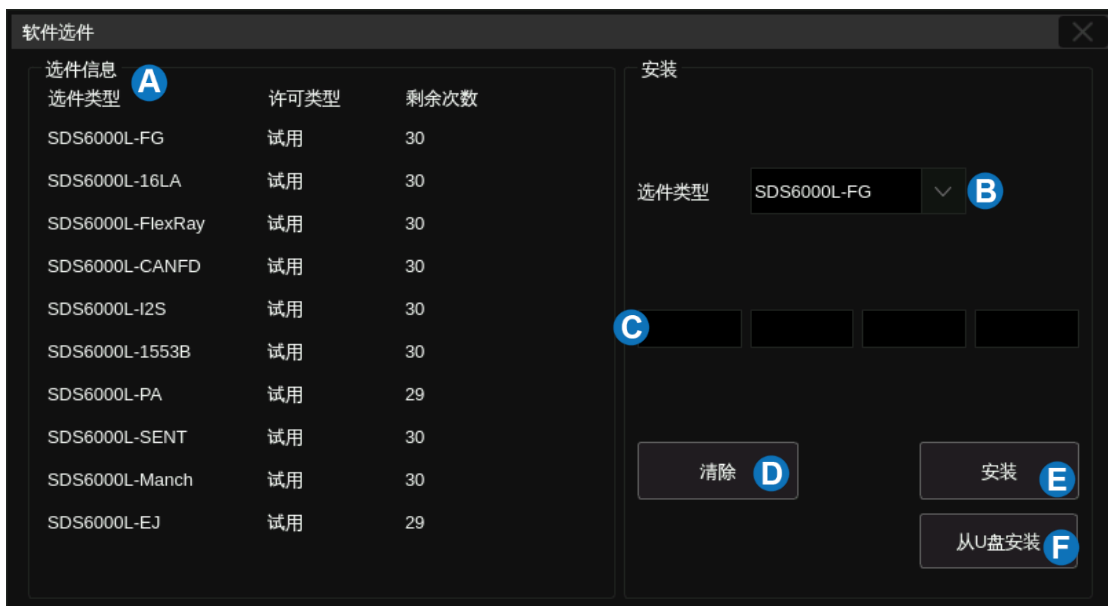 软件选件
选件信息 A
选件类型 许可类型 剩余次数
SDS6000L-FG 试用 30
SDS6000L-16LA 试用 30
SDS6000L-FlexRay 试用 30
SDS6000L-CANFD 试用 30
SDS6000L-I2S 试用 30
SDS6000L-1553B 试用 30
SDS6000L-PA 试用 29
SDS6000L-SENT 试用 30
SDS6000L-Manch 试用 30
SDS6000L-EJ 试用 29
安装
选件类型 SDS6000L-FG B
C
清除 D 安装 E
从U盘安装 F